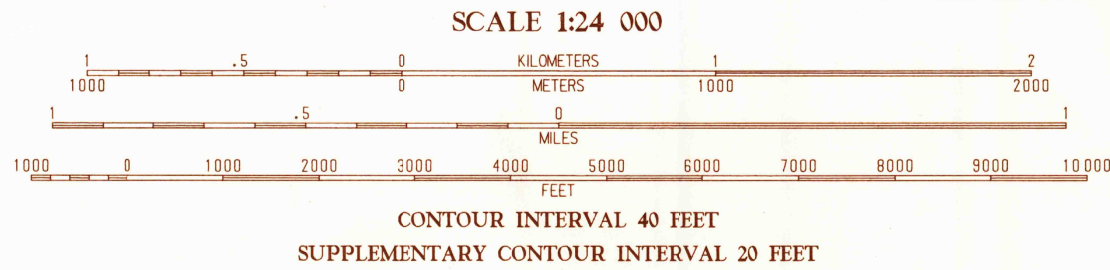 SCALE 1:24 000
1 .5 0 KILOMETERS 1 2
1000 0 METERS 1000 2000
1 .5 0 1
MILES
1000 0 1000 2000 3000 4000 5000 6000 7000 8000 9000 10 000
FEET
CONTOUR INTERVAL 40 FEET
SUPPLEMENTARY CONTOUR INTERVAL 20 FEET